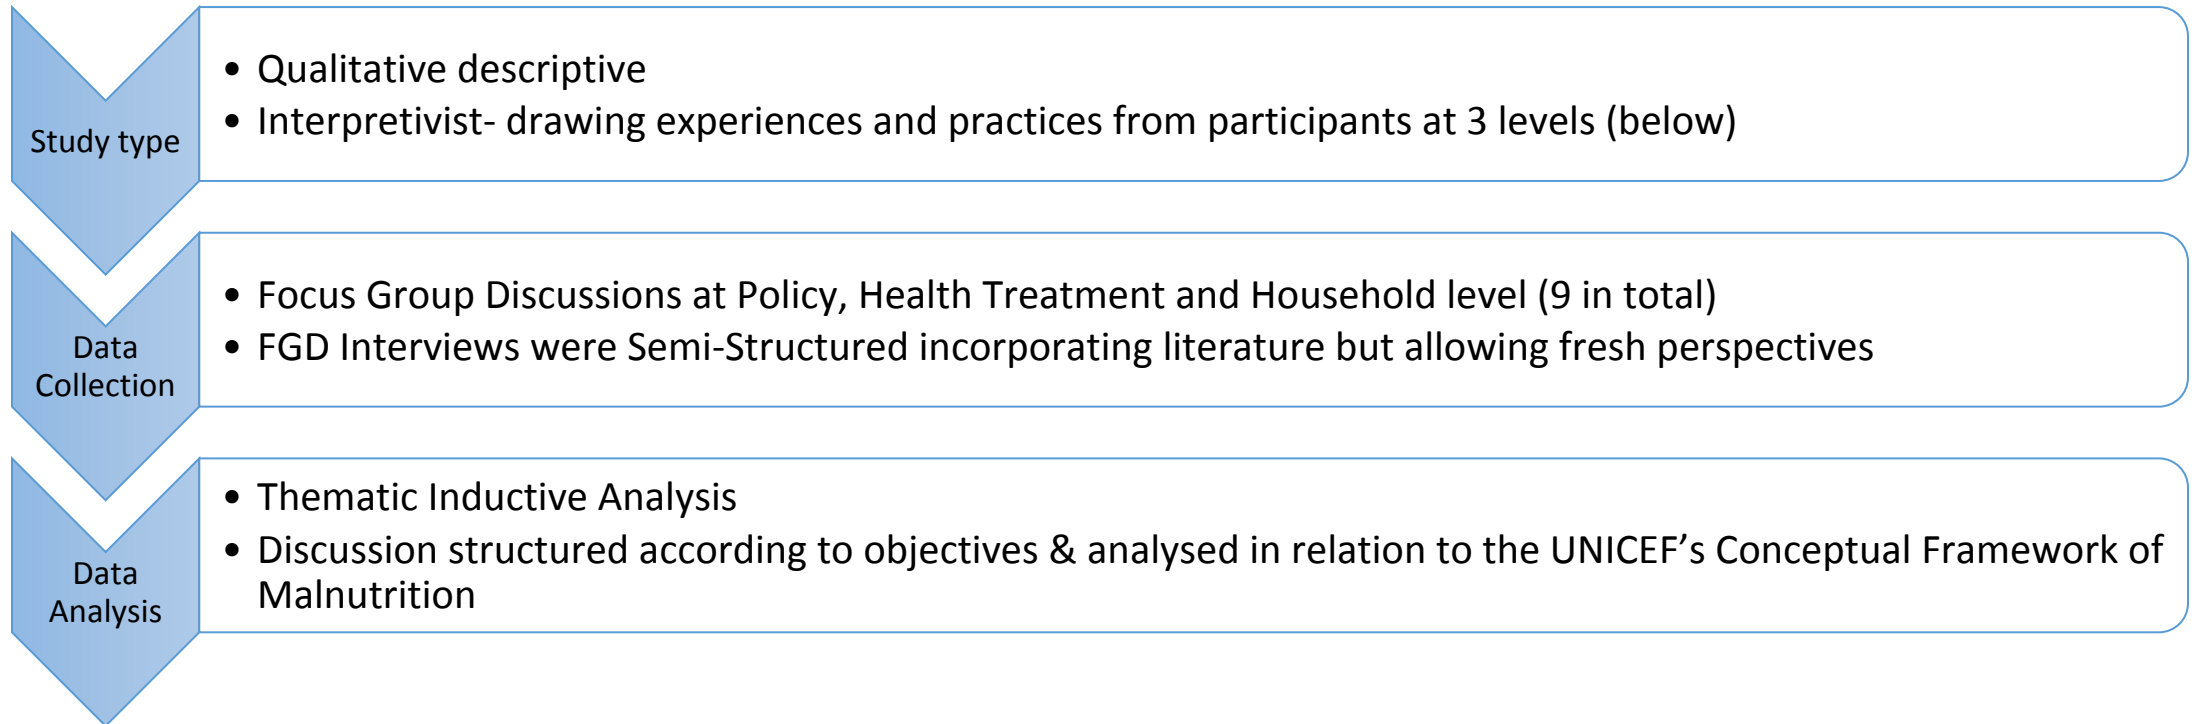 Study type
• Qualitative descriptive
• Interpretivist- drawing experiences and practices from participants at 3 levels (below)
Data
Collection
• Focus Group Discussions at Policy, Health Treatment and Household level (9 in total)
• FGD Interviews were Semi-Structured incorporating literature but allowing fresh perspectives
Data
Analysis
• Thematic Inductive Analysis
• Discussion structured according to objectives & analysed in relation to the UNICEF’s Conceptual Framework of
Malnutrition